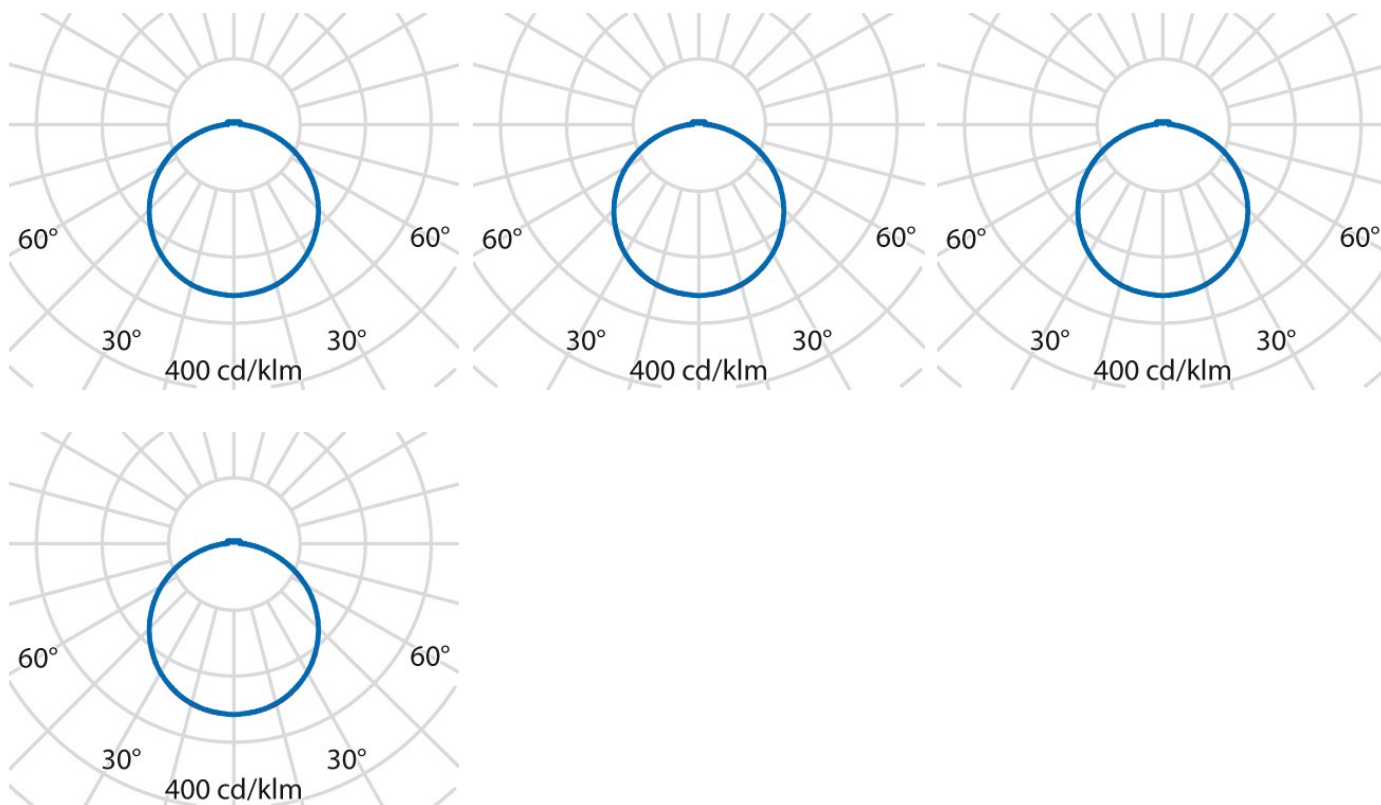 60° 60° 60° 60° 60° 60°
30° 30° 30° 30° 30° 30°
400 cd/klm 400 cd/klm 400 cd/klm
60° 60°
30° 30°
400 cd/klm